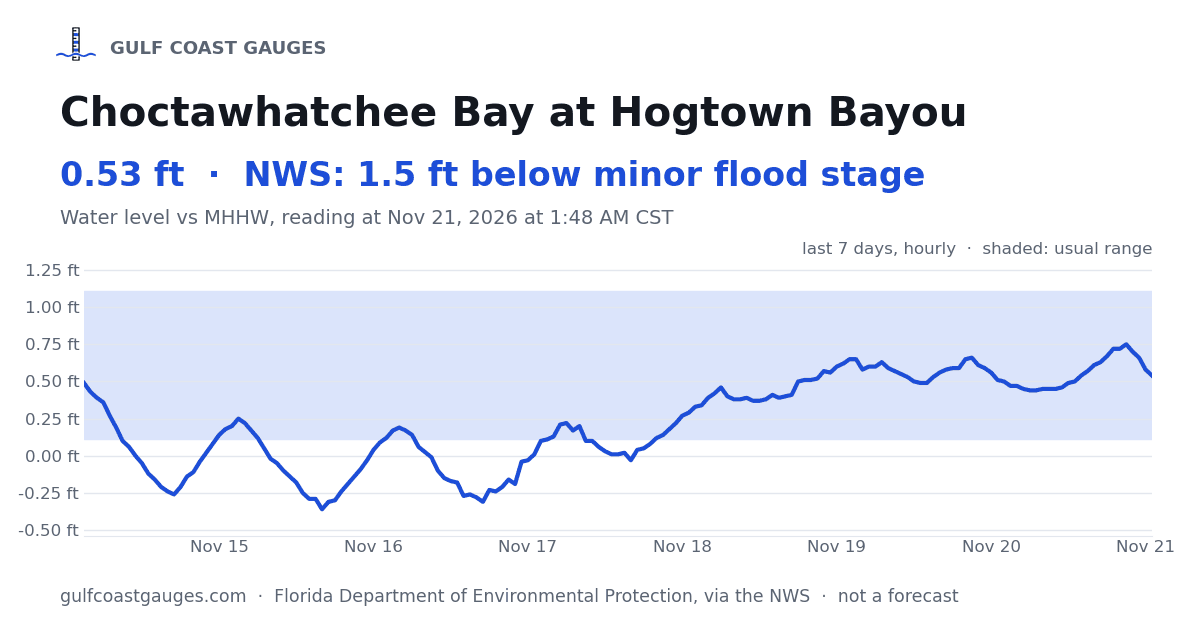 GULF COAST GAUGES
Choctawhatchee Bay at Hogtown Bayou
0.53 ft · NWS: 1.5 ft below minor flood stage
Water level vs MHHW, reading at Nov 21, 2026 at 1:48 AM CST
last 7 days, hourly · shaded: usual range
1.25 ft
1.00 ft
0.75 ft
0.50 ft
0.25 ft
0.00 ft
-0.25 ft
-0.50 ft
Nov 15 Nov 16 Nov 17 Nov 18 Nov 19 Nov 20 Nov 21
gulfcoastgauges.com · Florida Department of Environmental Protection, via the NWS · not a forecast